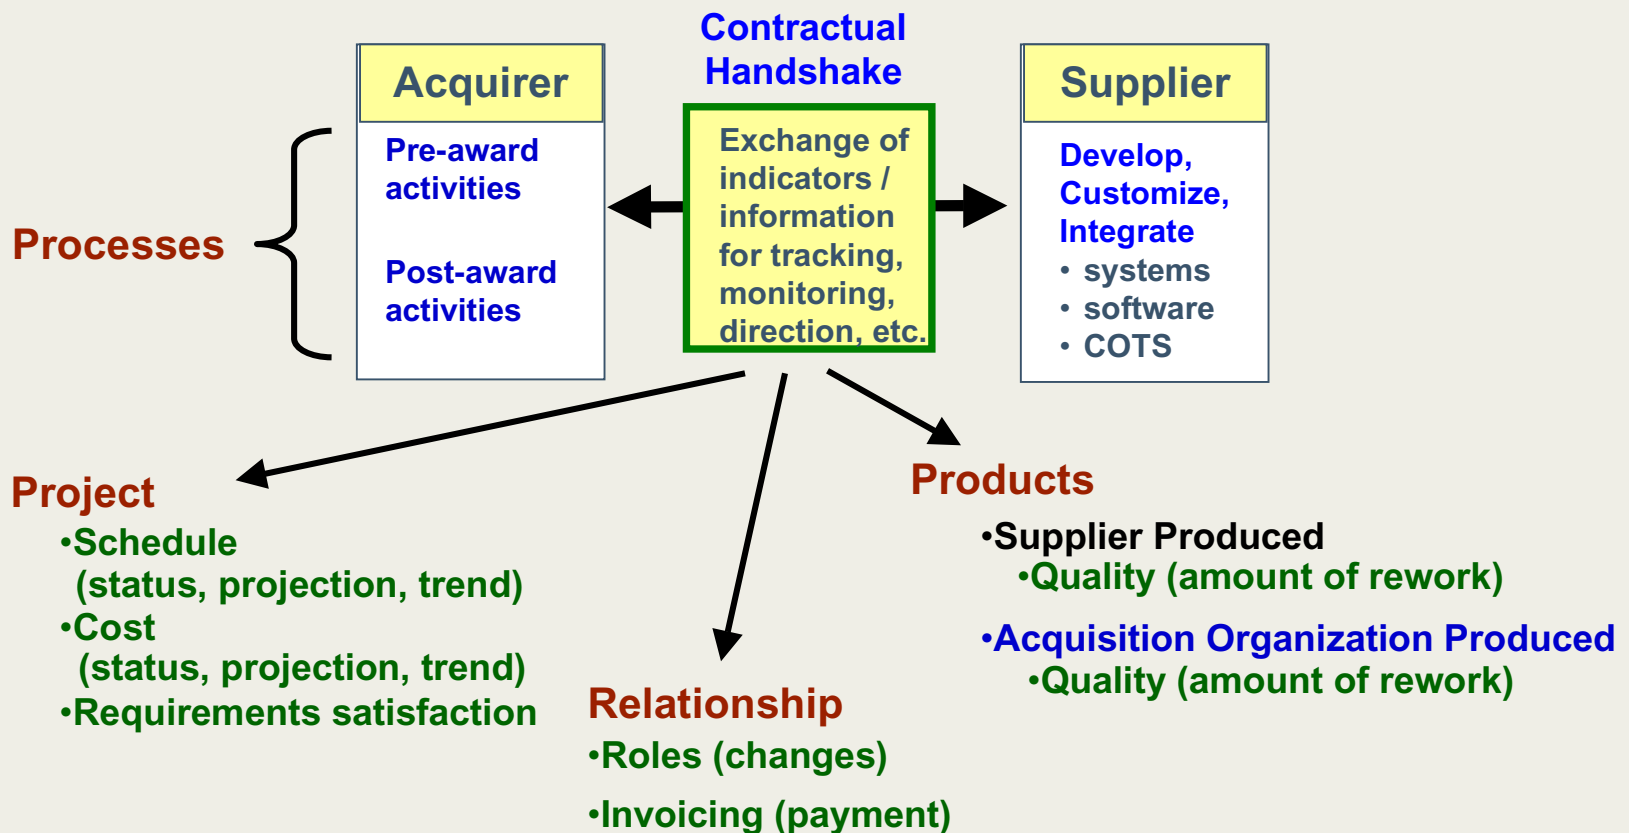 Contractual
Handshake
Acquirer
Supplier
Processes
Pre-award
activities
Post-award
activities
Exchange of
indicators /
information
for tracking,
monitoring,
direction, etc.
Develop,
Customize,
Integrate
• systems
• software
• COTS
Project
•Schedule
(status, projection, trend)
•Cost
(status, projection, trend)
•Requirements satisfaction
Relationship
•Roles (changes)
•Invoicing (payment)
Products
•Supplier Produced
•Quality (amount of rework)
•Acquisition Organization Produced
•Quality (amount of rework)